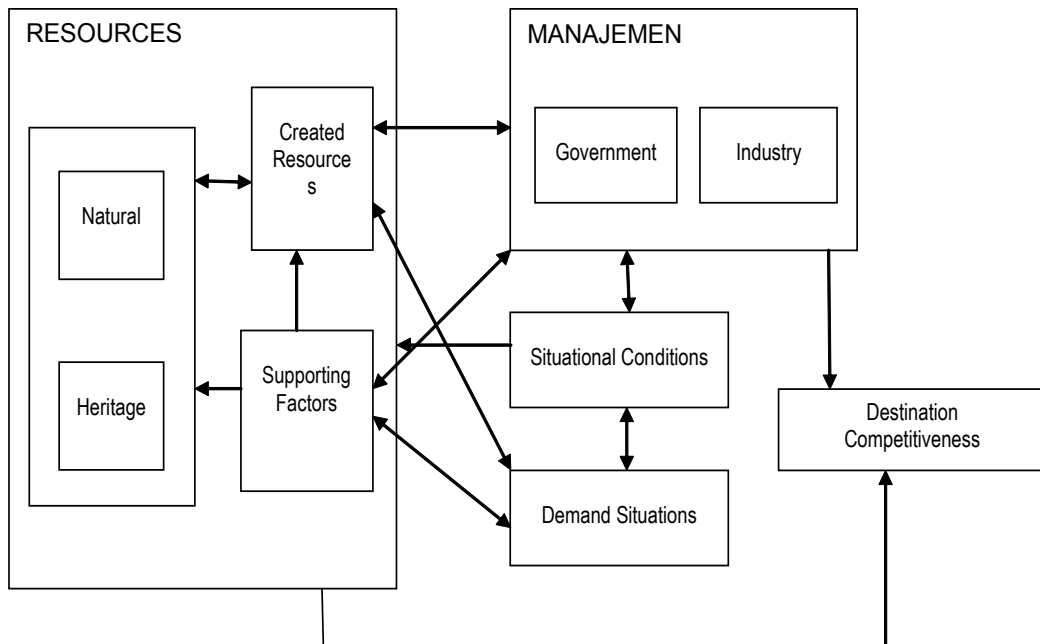 RESOURCES
MANAJEMEN
Created
Resource
s
Government
Industry
Natural
Situational Conditions
Supporting
Factors
Heritage
Destination
Competitiveness
Demand Situations